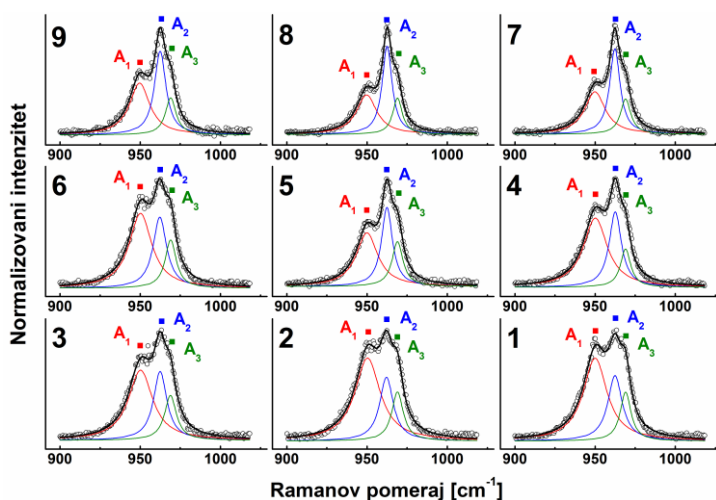 Normalizovani intenzitet
9 A₁ A₂ A₃
8 A₁ A₂ A₃
7 A₁ A₂ A₃
900 950 1000 900 950 1000 900 950 1000
6 A₁ A₂ A₃
5 A₁ A₂ A₃
4 A₁ A₂ A₃
900 950 1000 900 950 1000 900 950 1000
3 A₁ A₂ A₃
2 A₁ A₂ A₃
1 A₁ A₂ A₃
900 950 1000 900 950 1000 900 950 1000
Ramanov pomeraj [cm⁻¹]